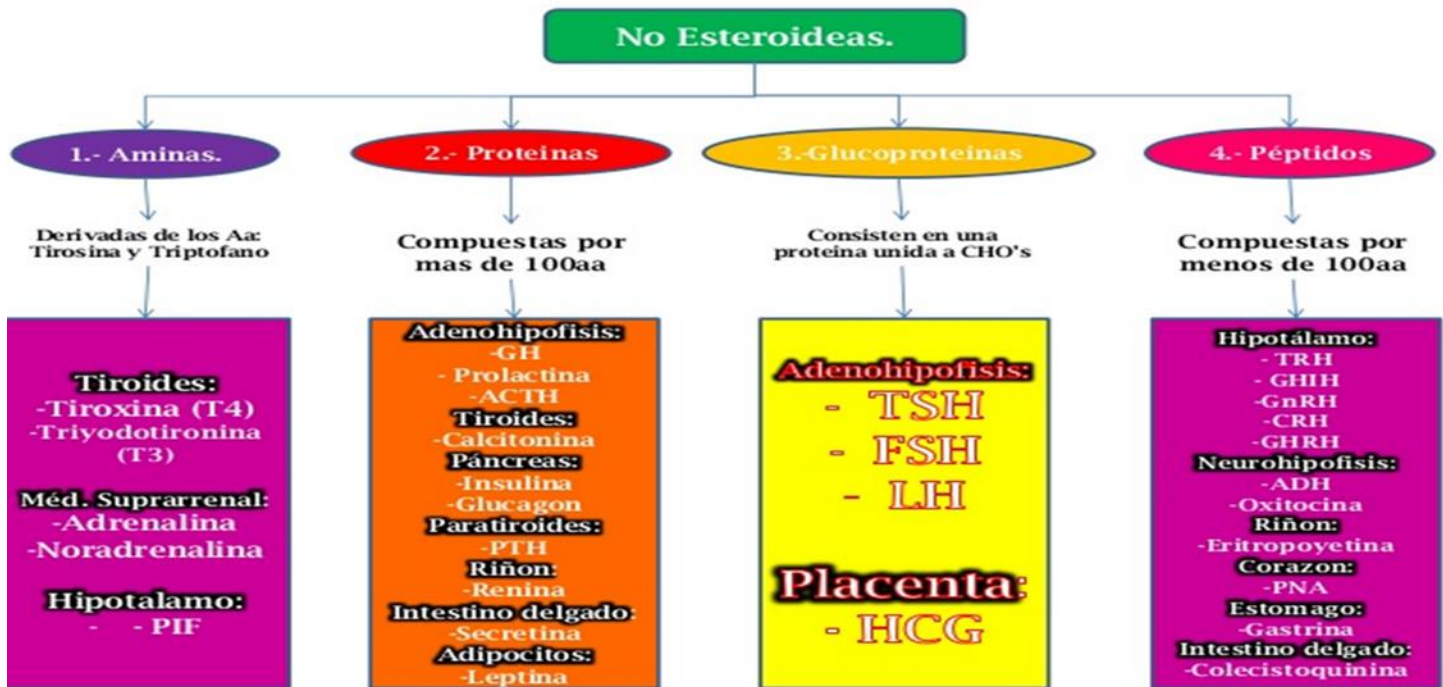 No Esteroideas.
1.- Aminas.
Derivadas de los Aa:
Tirosina y Triptofano
Tiroides:
-Tiroxina (T4)
-Triyodotironina
(T3)
Méd. Suprarrenal:
-Adrenalina
-Noradrenalina
Hipotalamo:
- - PIF
2.- Proteinas
Compuestas por
mas de 100aa
Adenohipofisis:
-GH
- Prolactina
-ACTH
Tiroides:
-Calcitonina
Páncreas:
-Insulina
-Glucagon
Paratiroides:
-PTH
Riñon:
-Renina
Intestino delgado:
-Secretina
Adipocitos:
-Leptina
3.-Glucoproteinas
Consisten en una
proteina unida a CHO's
Adenohipofisis:
- TSH
- FSH
- LH
Placenta:
- HCG
4.- Péptidos
Compuestas por
menos de 100aa
Hipotálamo:
- TRH
- GHIH
-GnRH
-CRH
-GHRH
Neurohipofisis:
-ADH
-Oxitocina
Riñon:
-Eritropoyetina
Corazon:
-PNA
Estomago:
-Gastrina
Intestino delgado:
-Colecistoquinina